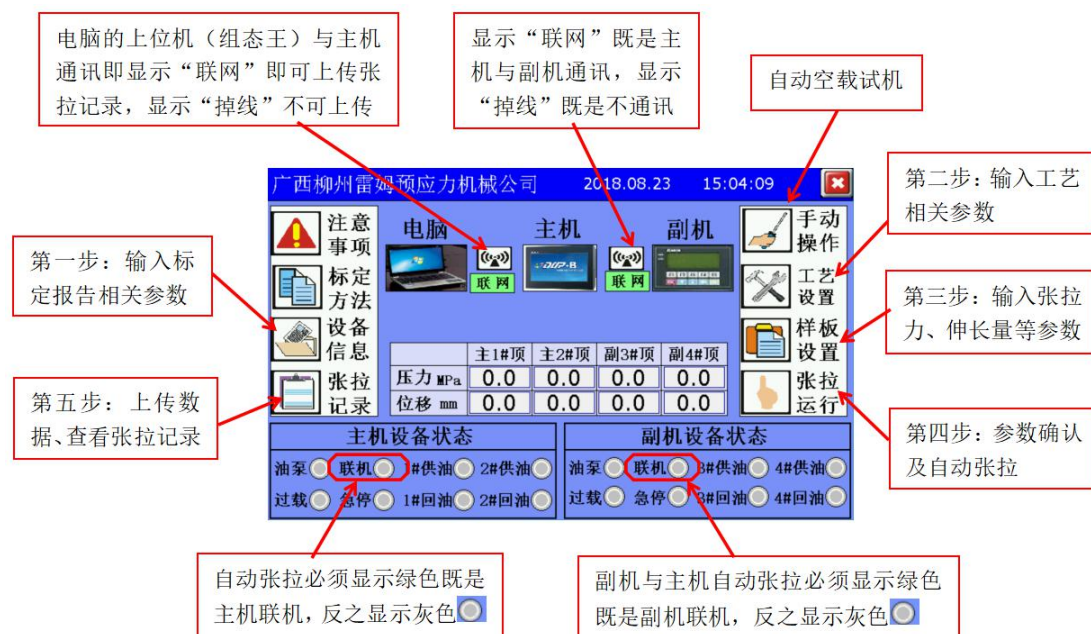 电脑的上位机（组态王）与主机
通讯即显示“联网”即可上传张
拉记录，显示“掉线”不可上传
显示“联网”既是主
机与副机通讯，显示
“掉线”既是不通讯
自动空载试机
第一步：输入标
定报告相关参数
第五步：上传数
据、查看张拉记录
第二步：输入工艺
相关参数
第三步：输入张拉
力、伸长量等参数
第四步：参数确认
及自动张拉
广西柳州雷姆预应力机械公司 2018.08.23 15:04:09
注意
事项
标定
方法
设备
信息
张拉
记录
电脑 主机 副机
联网 联网
手动
操作
工艺
设置
样板
设置
张拉
运行
主1#顶 主2#顶 副3#顶 副4#顶
压力 MPa 0.0 0.0 0.0 0.0
位移 mm 0.0 0.0 0.0 0.0
主机设备状态
油泵 联机 1#供油 2#供油
过载 急停 1#回油 2#回油
副机设备状态
油泵 联机 3#供油 4#供油
过载 急停 3#回油 4#回油
自动张拉必须显示绿色既是
主机联机，反之显示灰色
副机与主机自动张拉必须显示绿色
既是副机联机，反之显示灰色